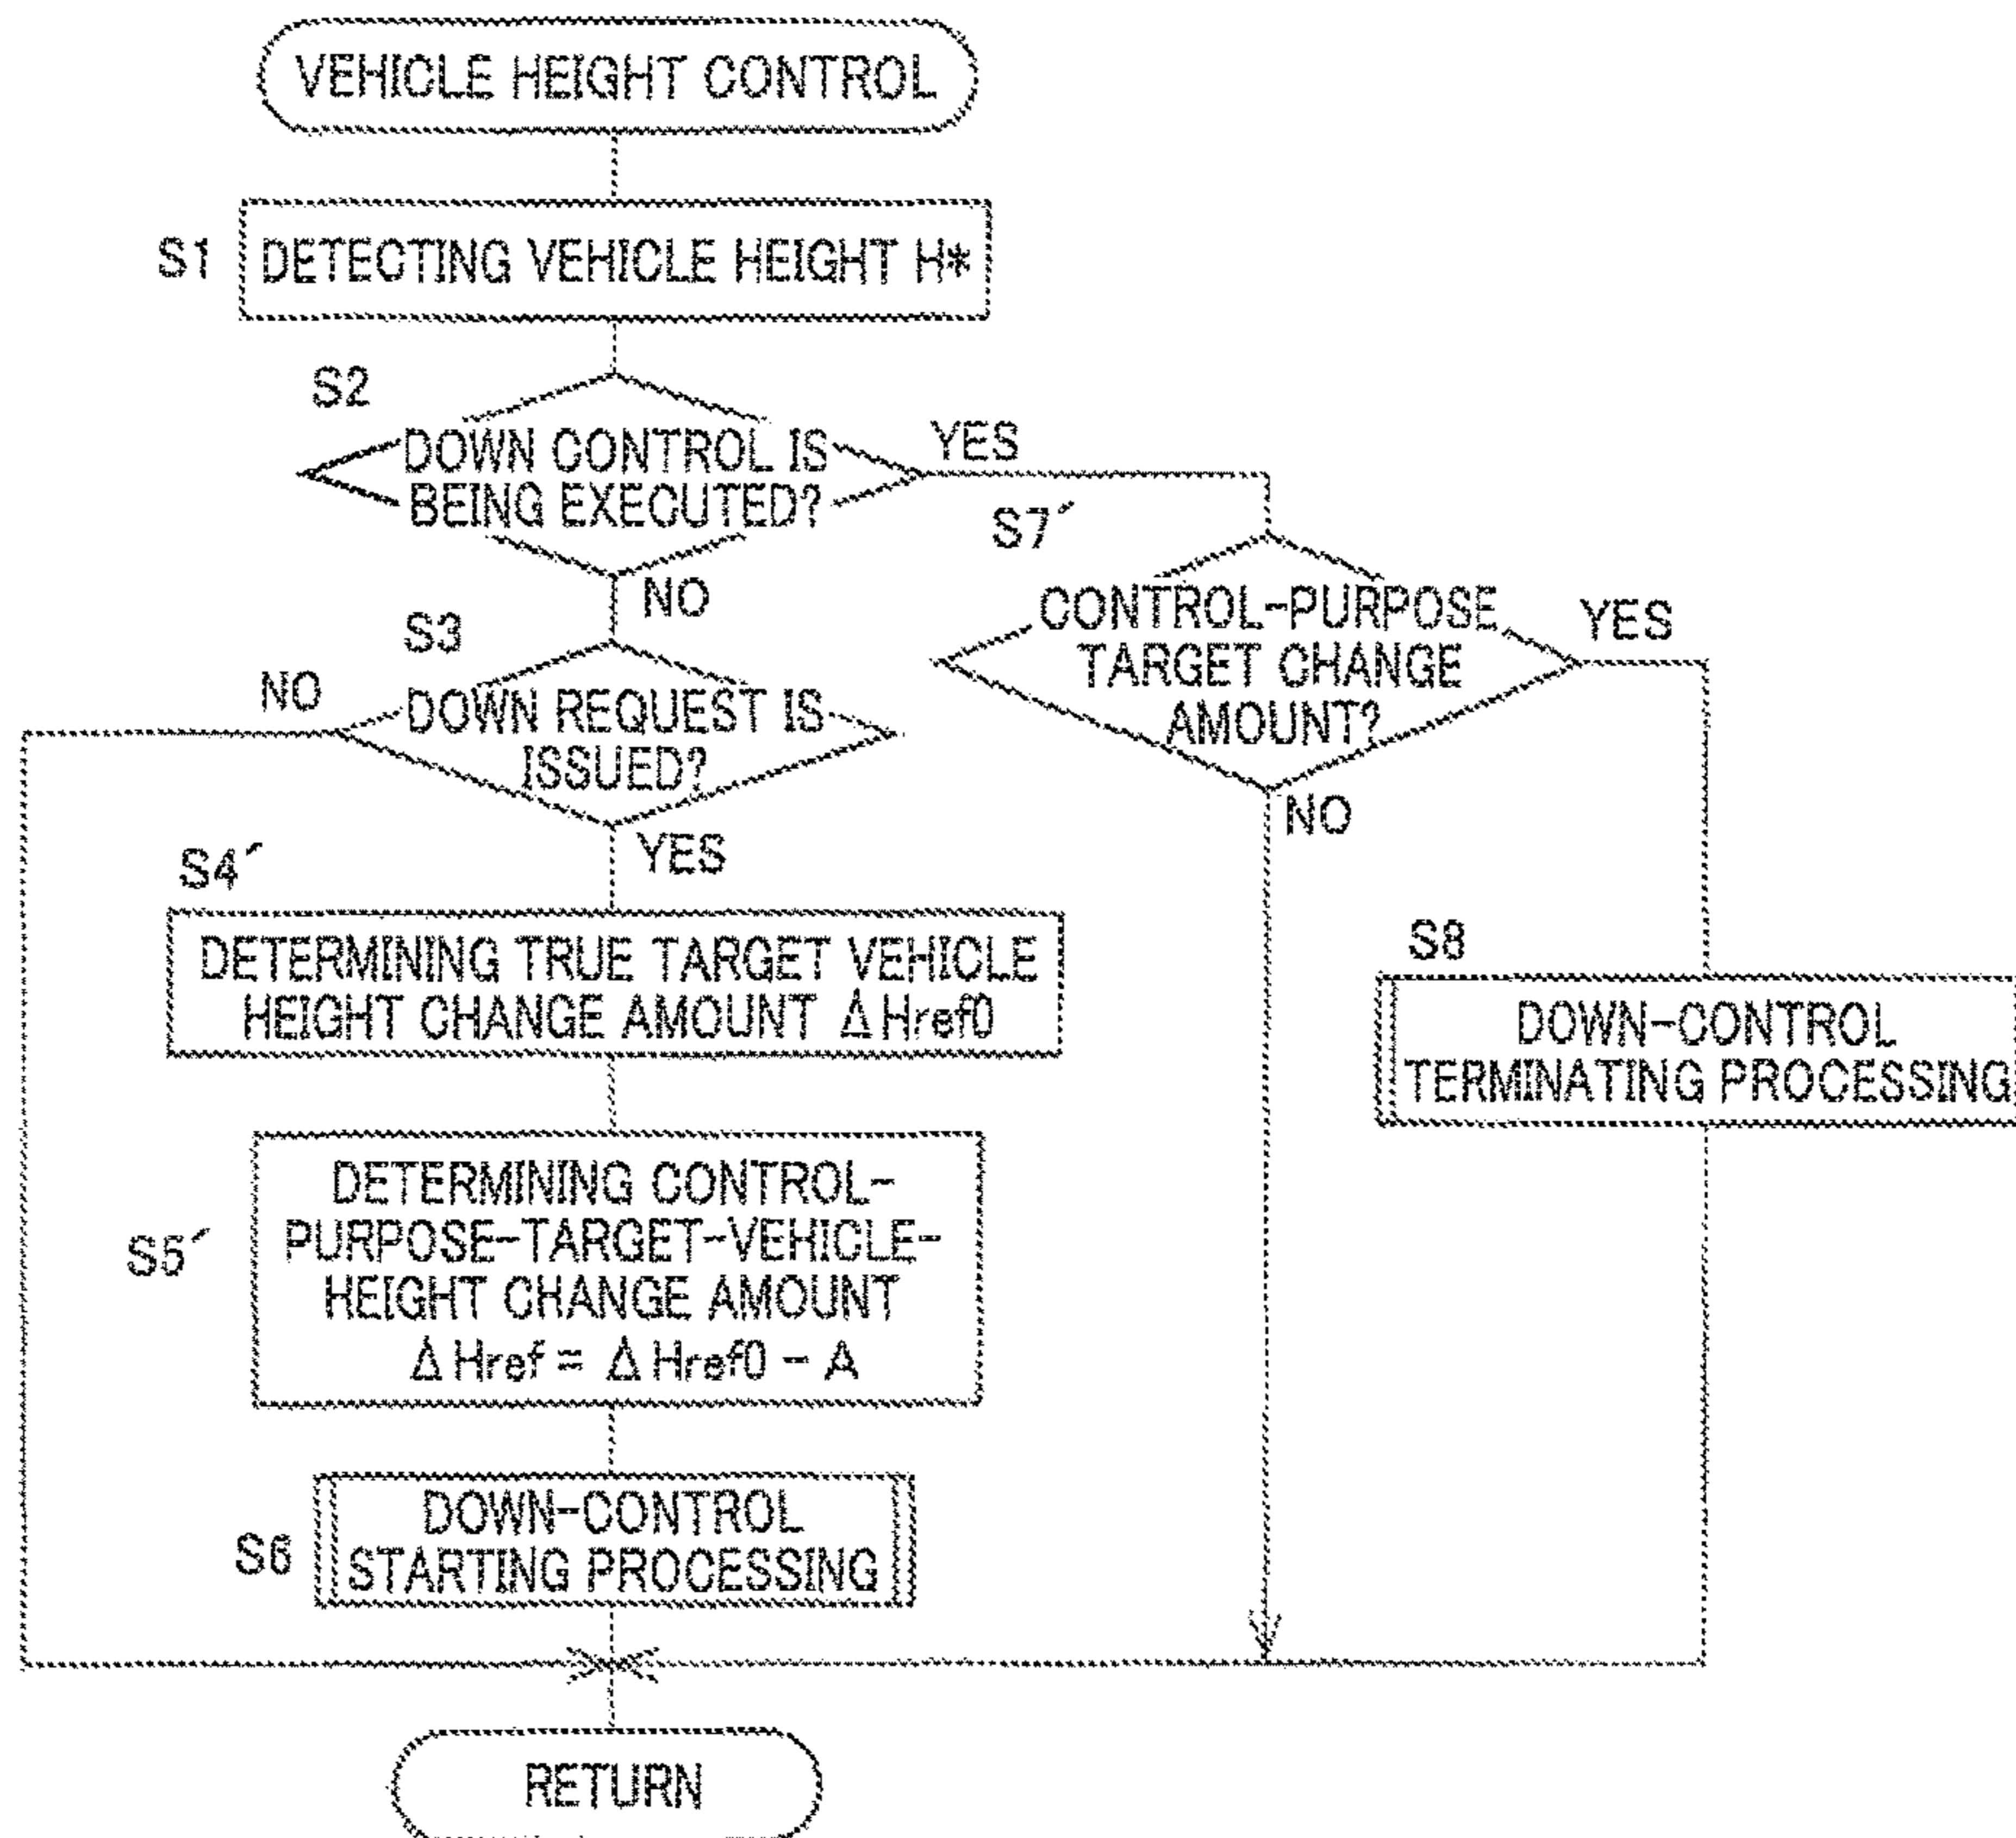 VEHICLE HEIGHT CONTROL
S1
DETECTING VEHICLE HEIGHT H*
S2
DOWN CONTROL IS
BEING EXECUTED?
YES
NO
S3
NO
DOWN REQUEST IS
ISSUED?
YES
S7´
CONTROL-PURPOSE
TARGET CHANGE
AMOUNT?
YES
NO
S4´
DETERMINING TRUE TARGET VEHICLE
HEIGHT CHANGE AMOUNT Δ Href0
S8
DOWN-CONTROL
TERMINATING PROCESSING
S5´
DETERMINING CONTROL-
PURPOSE-TARGET-VEHICLE-
HEIGHT CHANGE AMOUNT
Δ Href = Δ Href0 - A
S6
DOWN-CONTROL
STARTING PROCESSING
RETURN